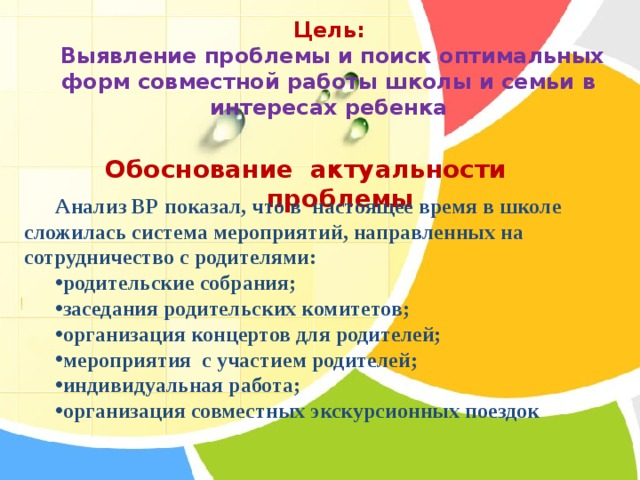 Цель:
Выявление проблемы и поиск оптимальных
форм совместной работы школы и семьи в
интересах ребенка
Обоснование актуальности
проблемы
Анализ ВР показал, что в настоящее время в школе
сложилась система мероприятий, направленных на
сотрудничество с родителями:
•родительские собрания;
•заседания родительских комитетов;
•организация концертов для родителей;
•мероприятия с участием родителей;
•индивидуальная работа;
•организация совместных экскурсионных поездок